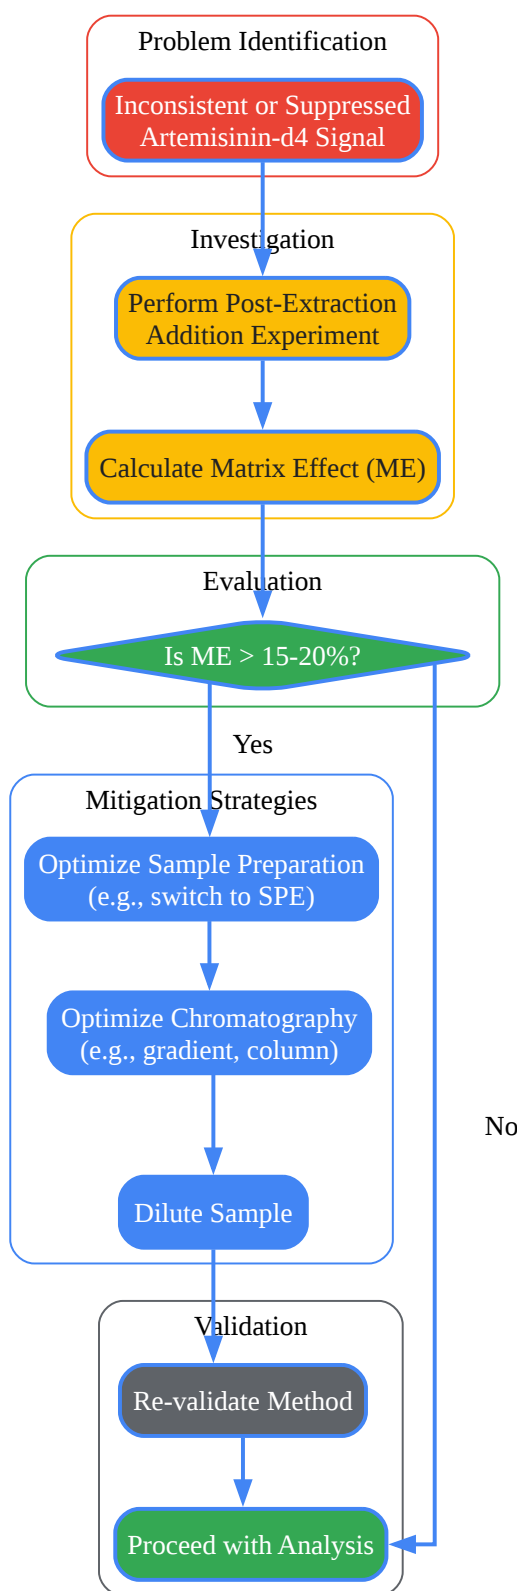 Problem Identification
Inconsistent or Suppressed
Artemisinin-d4 Signal
Investigation
Perform Post-Extraction
Addition Experiment
Calculate Matrix Effect (ME)
Evaluation
Is ME > 15-20%?
Yes
Mitigation Strategies
Optimize Sample Preparation
(e.g., switch to SPE)
Optimize Chromatography
(e.g., gradient, column)
No
Dilute Sample
Validation
Re-validate Method
Proceed with Analysis